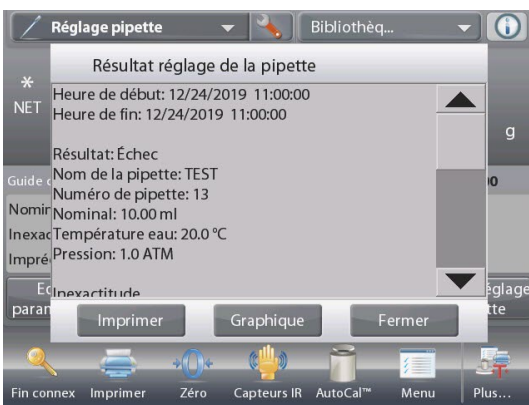 Réglage pipette
Bibliothèq...
Résultat réglage de la pipette
*
NET
g
Heure de début: 12/24/2019 11:00:00
Heure de fin: 12/24/2019 11:00:00
Résultat: Échec
Nom de la pipette: TEST
Numéro de pipette: 13
Nominal: 10.00 ml
Température eau: 20.0 °C
Pression: 1.0 ATM
Inexactitude
Guide
Imprimer
Graphique
Fermer
Fin connex
Imprimer
Zéro
Capteurs IR
AutoCal™
Menu
Plus...